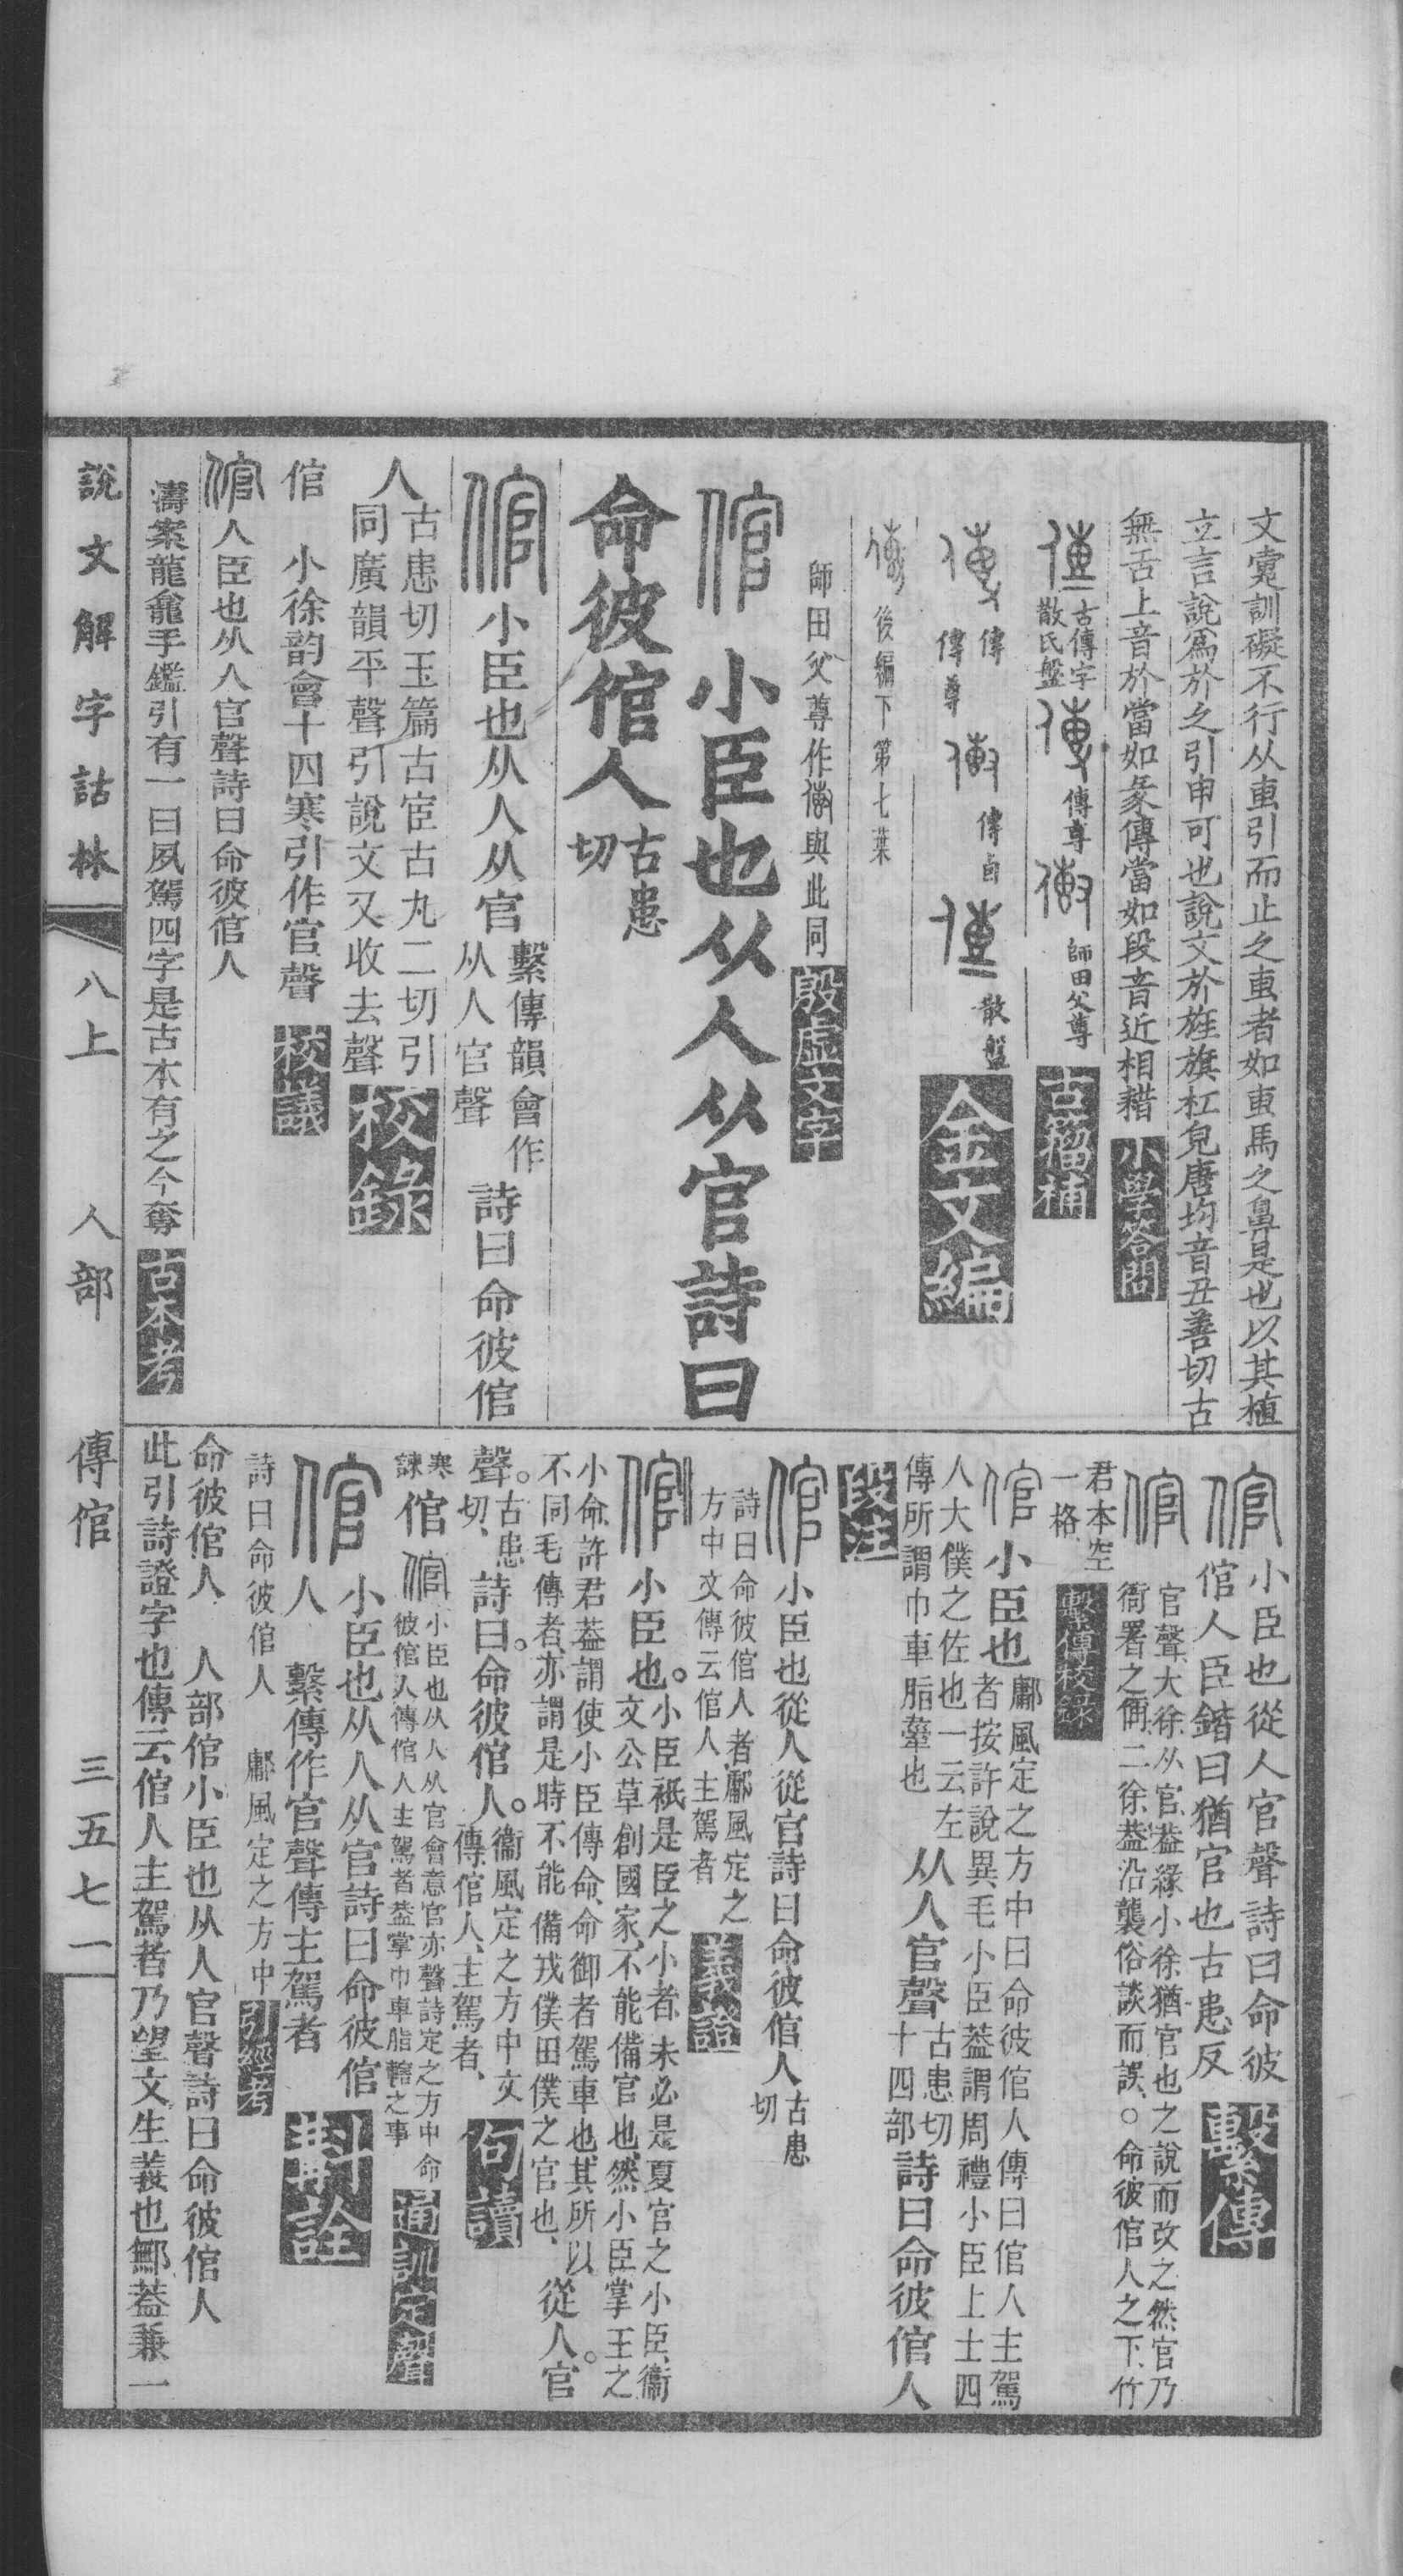 文䨳訓礙不行从叀引而止之叀者如叀馬之鼻是也以其植
立言說爲於之引申可也說文於旌旗杠皃唐均音丑善切古
無舌上音於當如彖傳當如段音近相耤 小學答問
古傳字 散氏盤 傳尊 師田父尊 古籀補
傳 傳尊 傳卣 散盤 金文編
後編下第七葉
師田父尊作 與此同 殷虛文字
倌 小臣也从人从官詩曰
命彼倌人 古患切
倌 小臣也从人从官 繫傳韻會作从人官聲 詩曰命彼倌
人 古患切玉篇古宦古丸二切引同廣韻平聲引說文又收去聲 校錄
倌 小徐韵會十四寒引作官聲 校議
倌 人臣也从人官聲詩曰命彼倌人
濤案龍龕手鑑引有一曰夙駕四字是古本有之今奪 古本考
倌 小臣也從人官聲詩曰命彼
倌人臣鍇曰猶官也古患反 繫傳
倌 官聲大徐从官葢緣小徐猶官也之說而改之然官乃
衙署之偁二徐葢沿襲俗談而誤○命彼倌人之下竹
君本空一格 繫傳校錄
倌 小臣也 鄘風定之方中曰命彼倌人傳曰倌人主駕
者按許說異毛小臣葢謂周禮小臣上士四
人大僕之佐也一云左
傳所謂巾車脂舝也 从人官聲 古患切十四部 詩曰命彼倌人
段注
倌 小臣也從人從官詩曰命彼倌人 古患切
詩曰命彼倌人者鄘風定之
方中文傳云倌人主駕者 義證
倌 小臣也。小臣祇是臣之小者、未必是夏官之小臣、衞
文公草創國家、不能備官也、然小臣掌王之
小命、許君葢謂使小臣傳命、命御者駕車也、其所以
不同毛傳者、亦謂是時不能備戎僕田僕之官也、 從人。官
聲。古患切、 詩曰。命彼倌人。衞風定之方中文
傳、倌人、主駕者、 句讀
寒諫 倌 小臣也从人从官會意官亦聲詩定之方中命
彼倌人傳倌人主駕者葢掌巾車脂轄之事 通訓定聲
倌 小臣也从人从官詩曰命彼倌
人 繫傳作官聲傳主駕者 斠詮
詩曰命彼倌人 鄘風定之方中 引經考
命彼倌人 人部倌小臣也从人官聲詩曰命彼倌人
此引詩證字也傳云倌人主駕者乃望文生義也鄦葢兼一
說文解字詁林 八上 人部 傳倌 三五七一